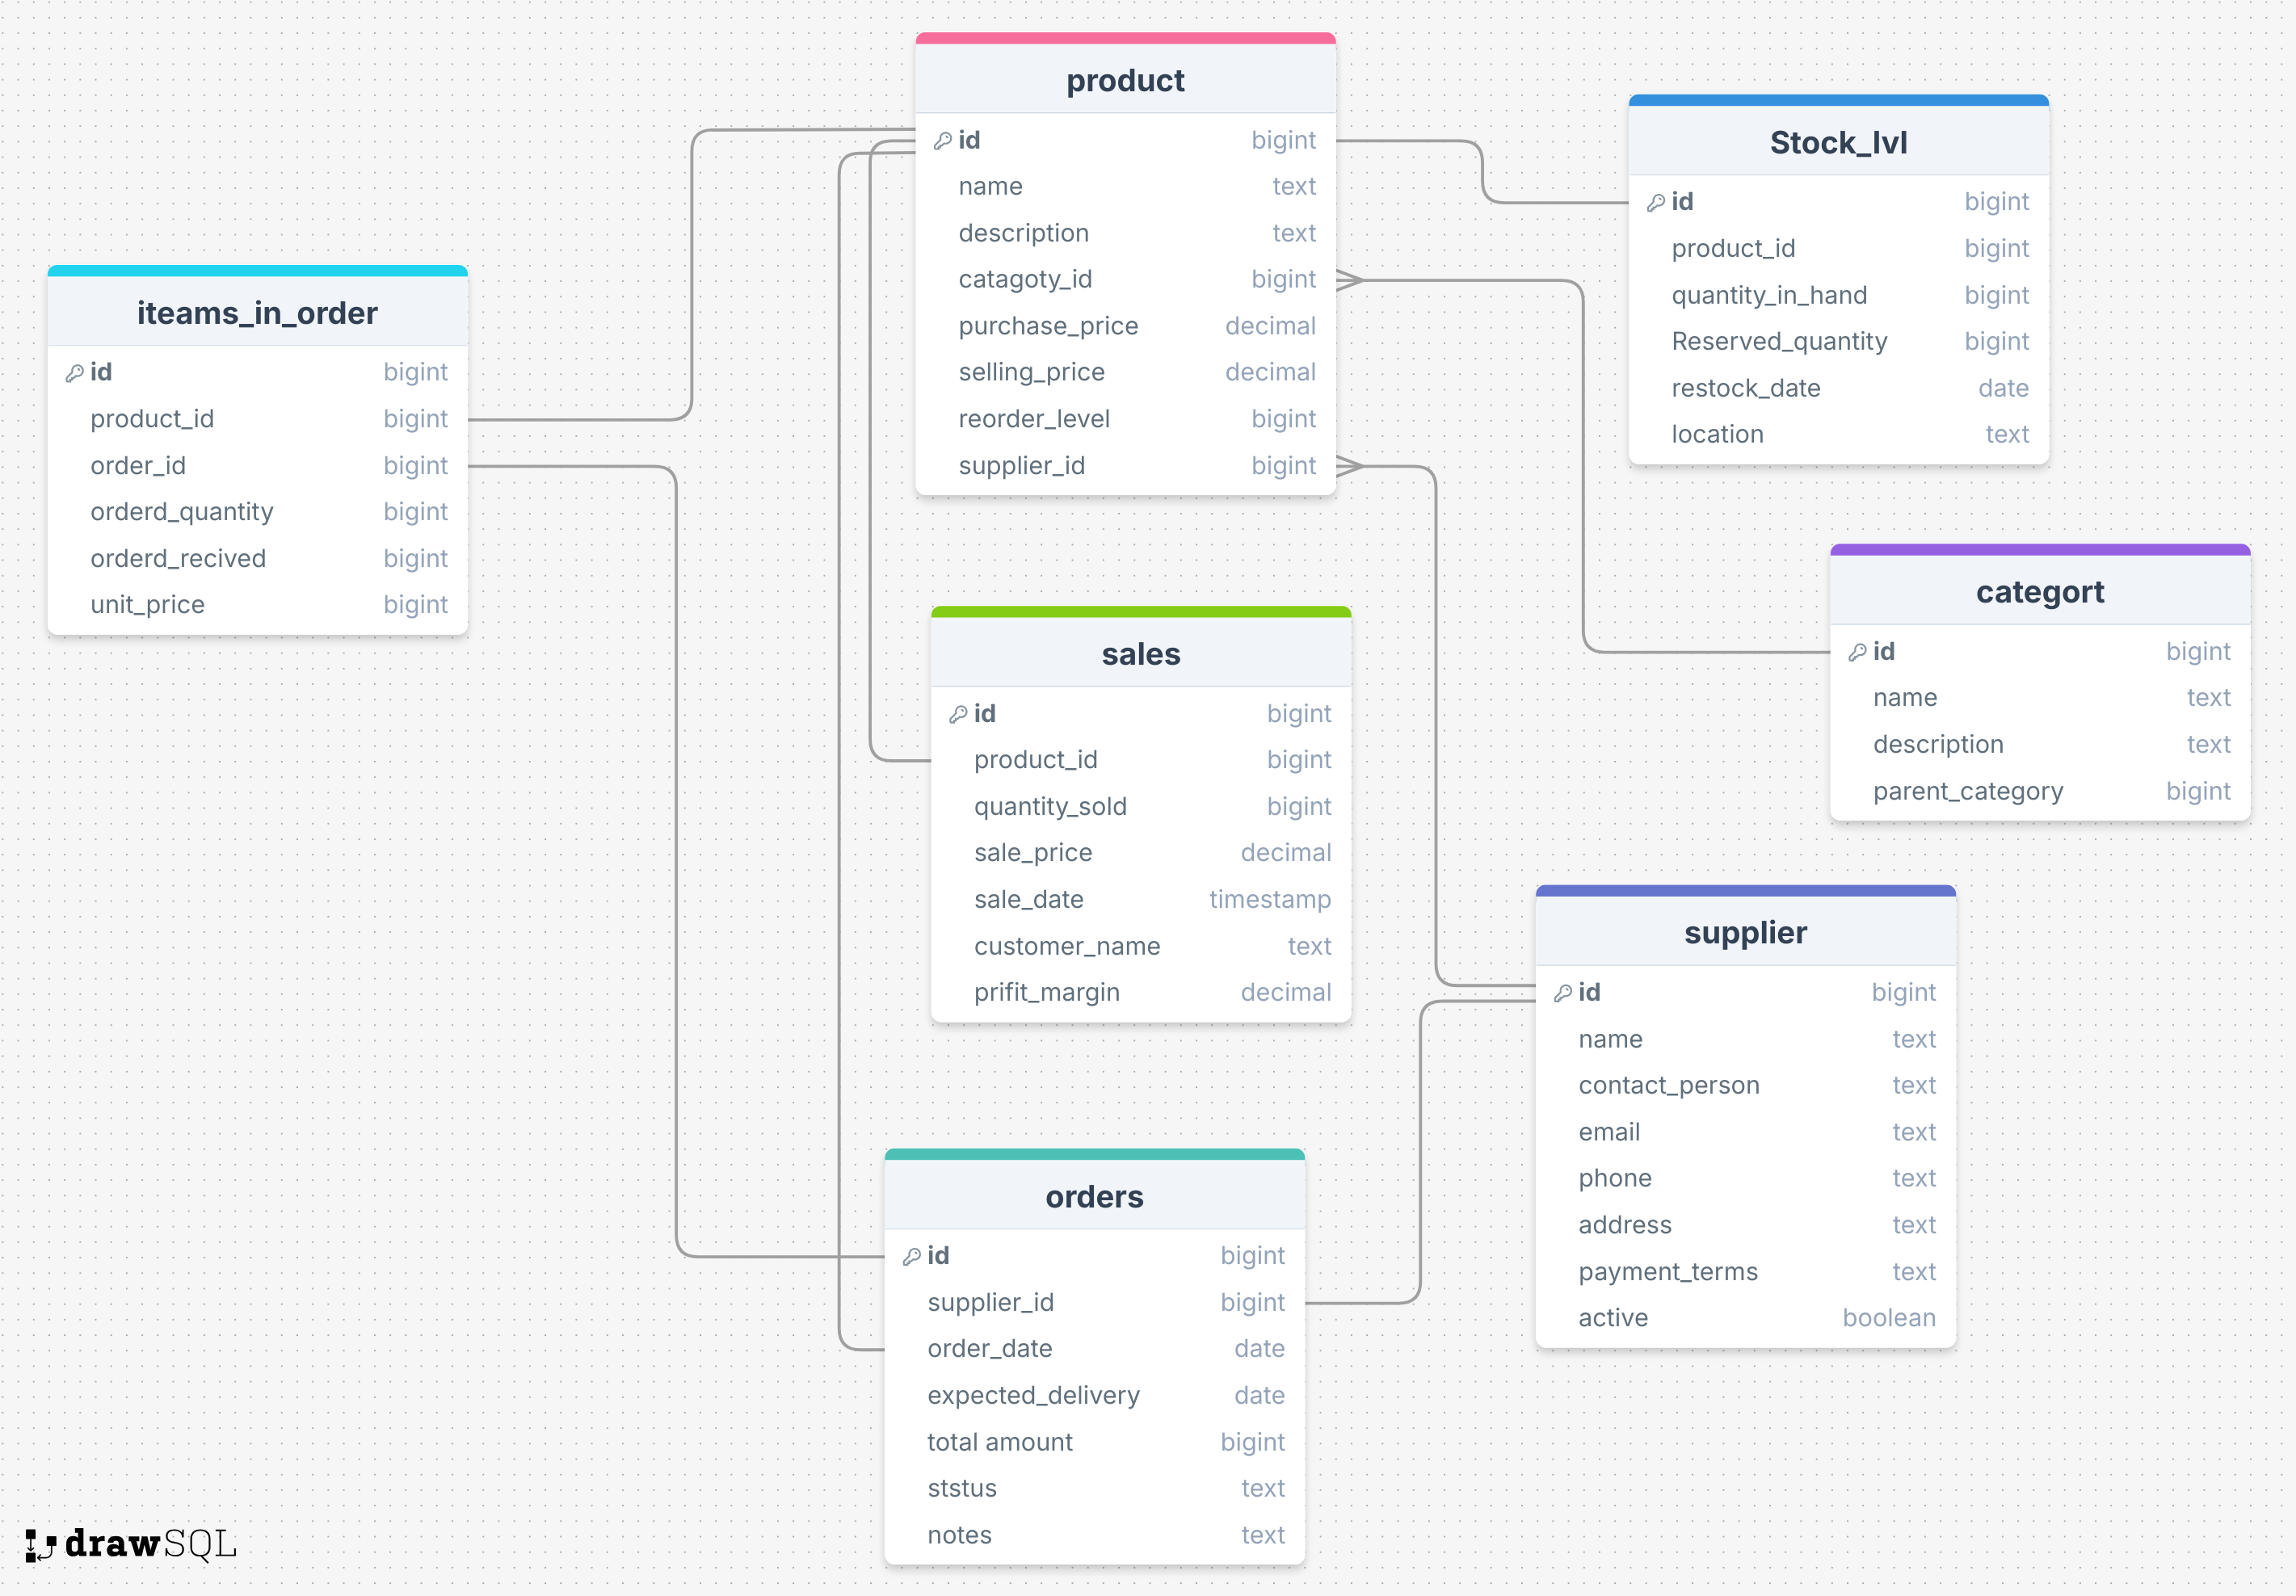 product
id bigint
name text
description text
catagoty_id bigint
purchase_price decimal
selling_price decimal
reorder_level bigint
supplier_id bigint
Stock_lvl
id bigint
product_id bigint
quantity_in_hand bigint
Reserved_quantity bigint
restock_date date
location text
iteams_in_order
id bigint
product_id bigint
order_id bigint
orderd_quantity bigint
orderd_recived bigint
unit_price bigint
categort
id bigint
name text
description text
parent_category bigint
sales
id bigint
product_id bigint
quantity_sold bigint
sale_price decimal
sale_date timestamp
customer_name text
prifit_margin decimal
supplier
id bigint
name text
contact_person text
email text
phone text
address text
payment_terms text
active boolean
orders
id bigint
supplier_id bigint
order_date date
expected_delivery date
total amount bigint
ststus text
notes text
drawSQL